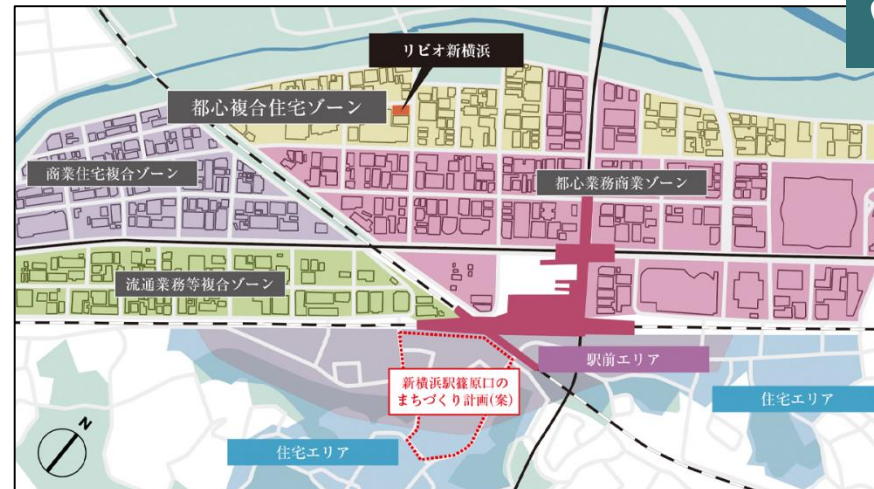 リビオ新横浜
都心複合住宅ゾーン
商業住宅複合ゾーン
都心業務商業ゾーン
流通業務等複合ゾーン
駅前エリア
新横浜駅篠原口の
まちづくり計画(案)
住宅エリア
住宅エリア
N